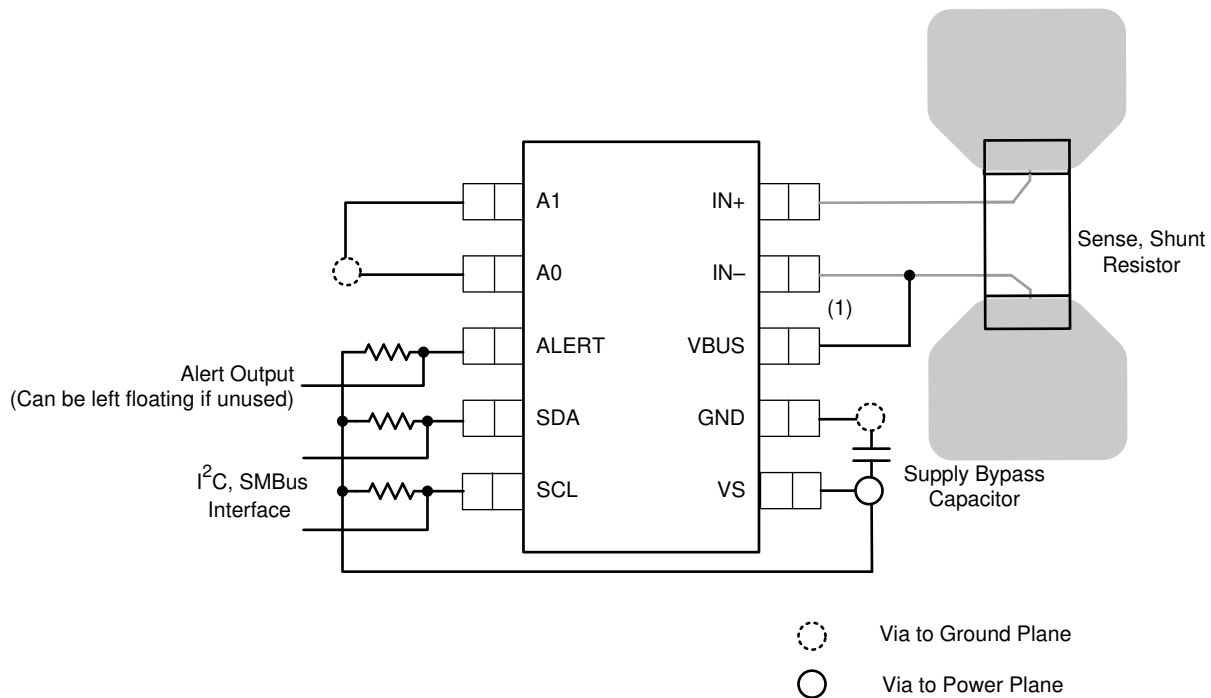 A1
A0
ALERT
SDA
SCL
IN+
IN–
VBUS
GND
VS
(1)
Sense, Shunt
Resistor
Alert Output
(Can be left floating if unused)
I²C, SMBus
Interface
Supply Bypass
Capacitor
Via to Ground Plane
Via to Power Plane